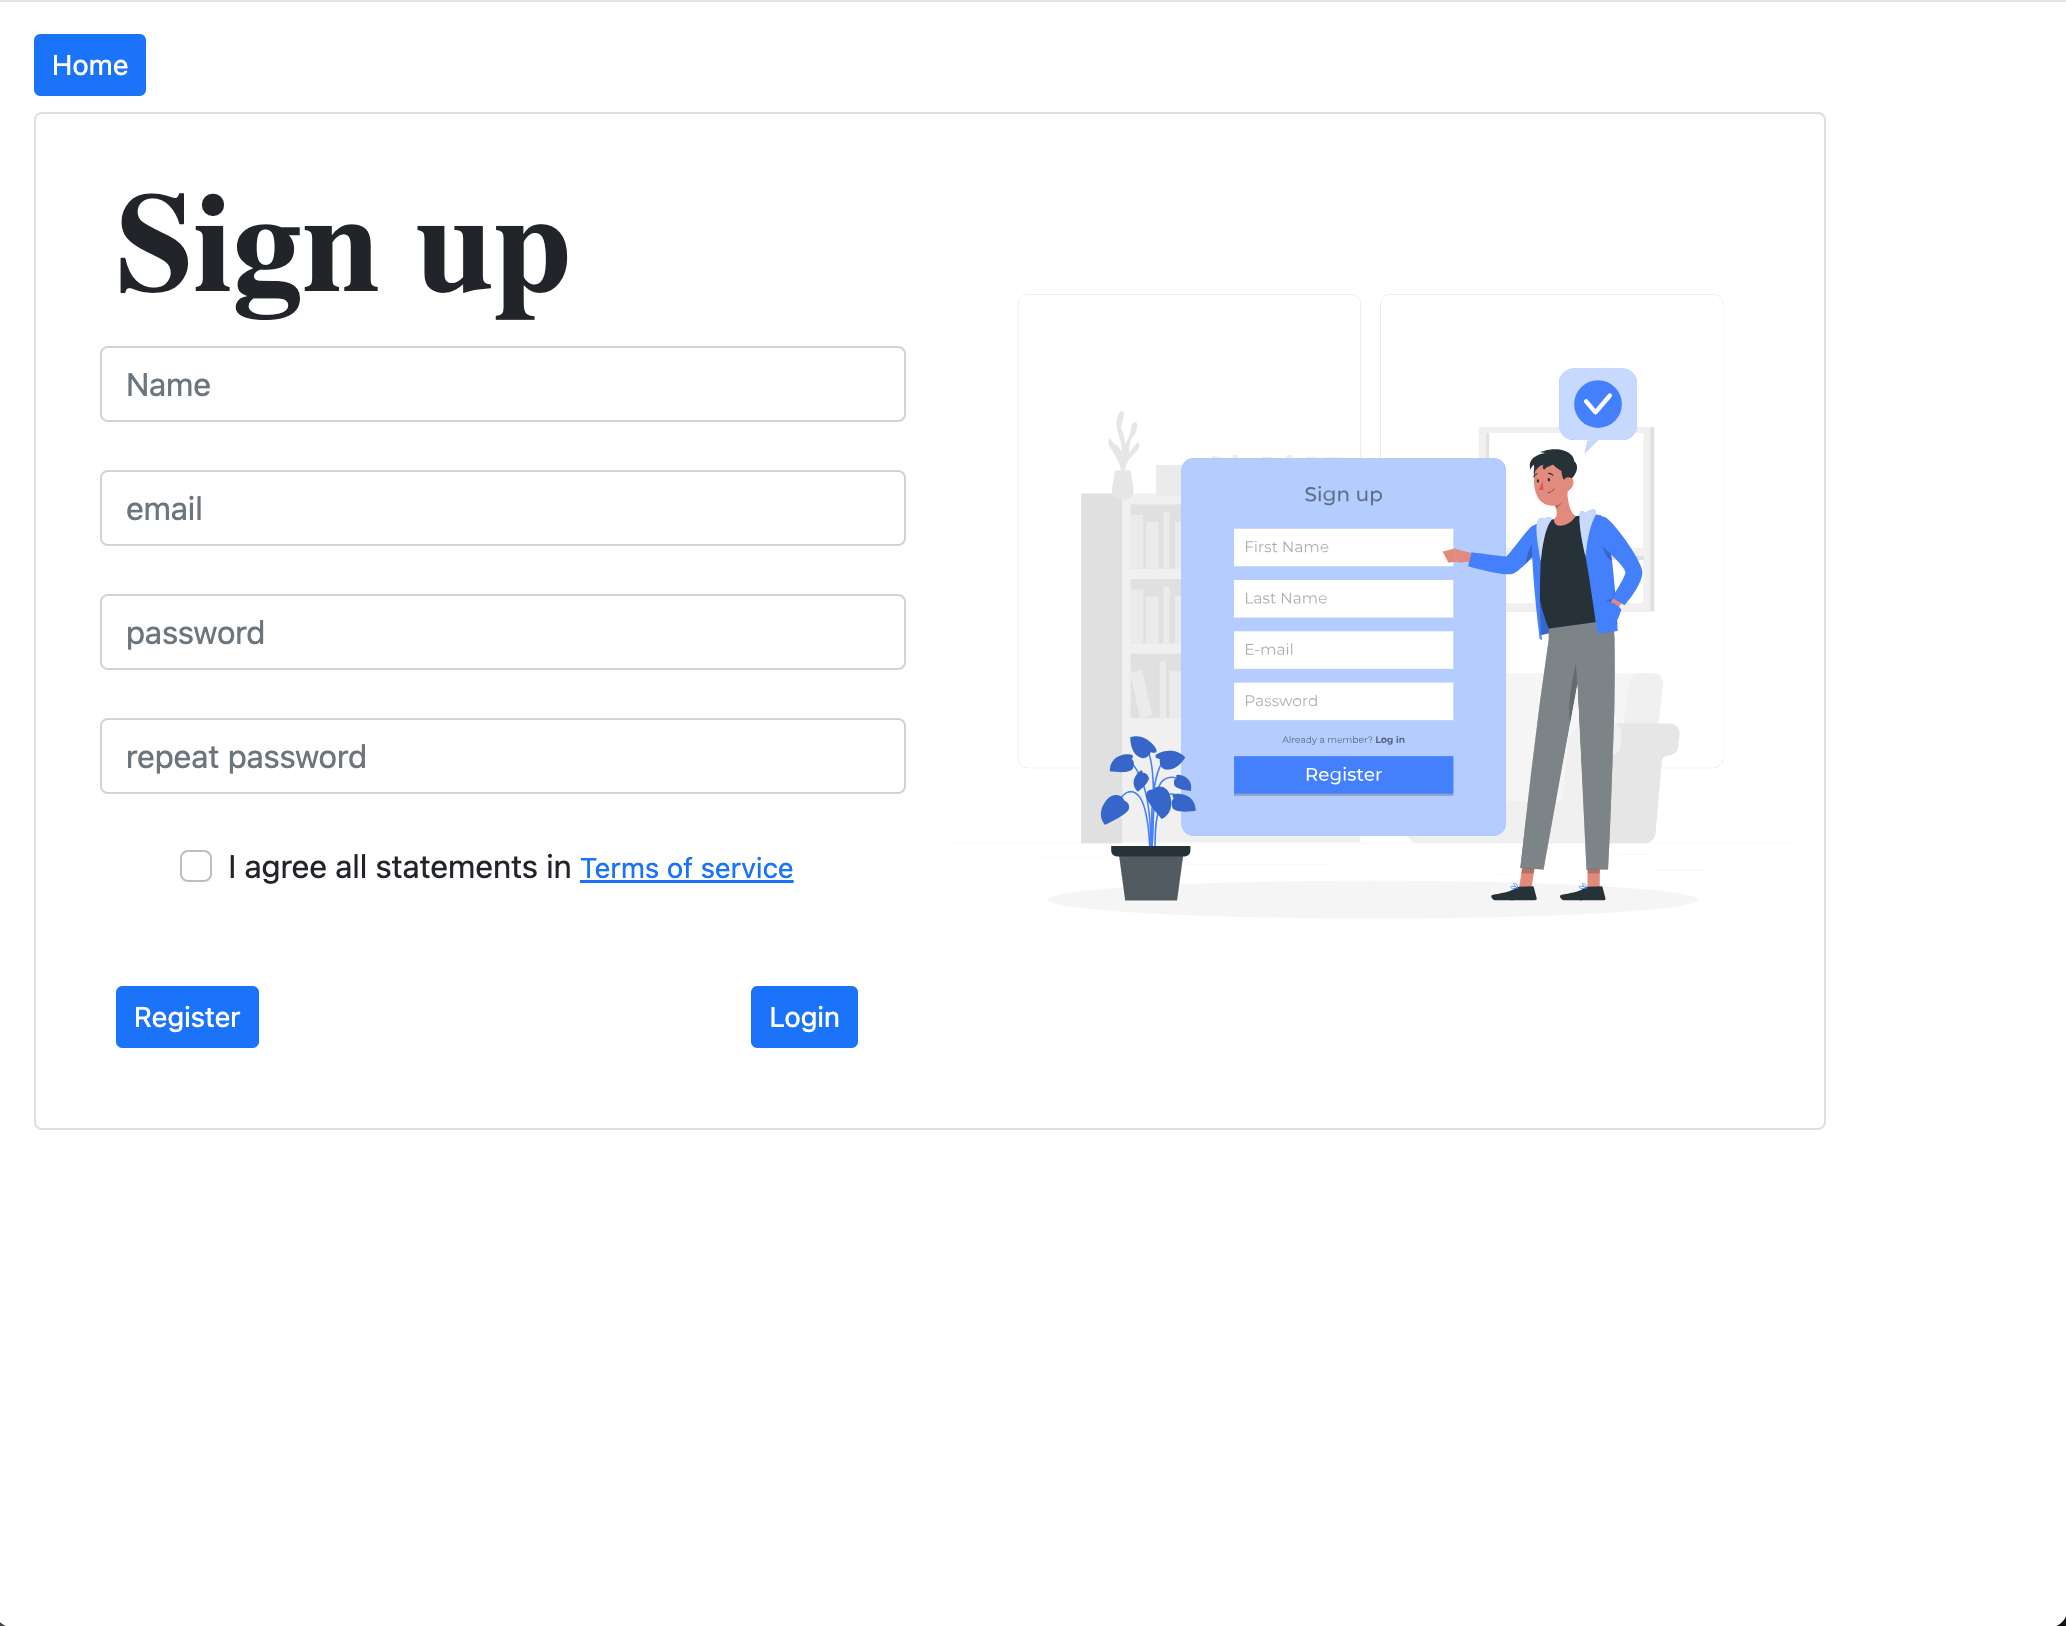 Home
Sign up
Name
email
password
repeat password
I agree all statements in Terms of service
Register
Login
Sign up
First Name
Last Name
E-mail
Password
Already a member? Log in
Register